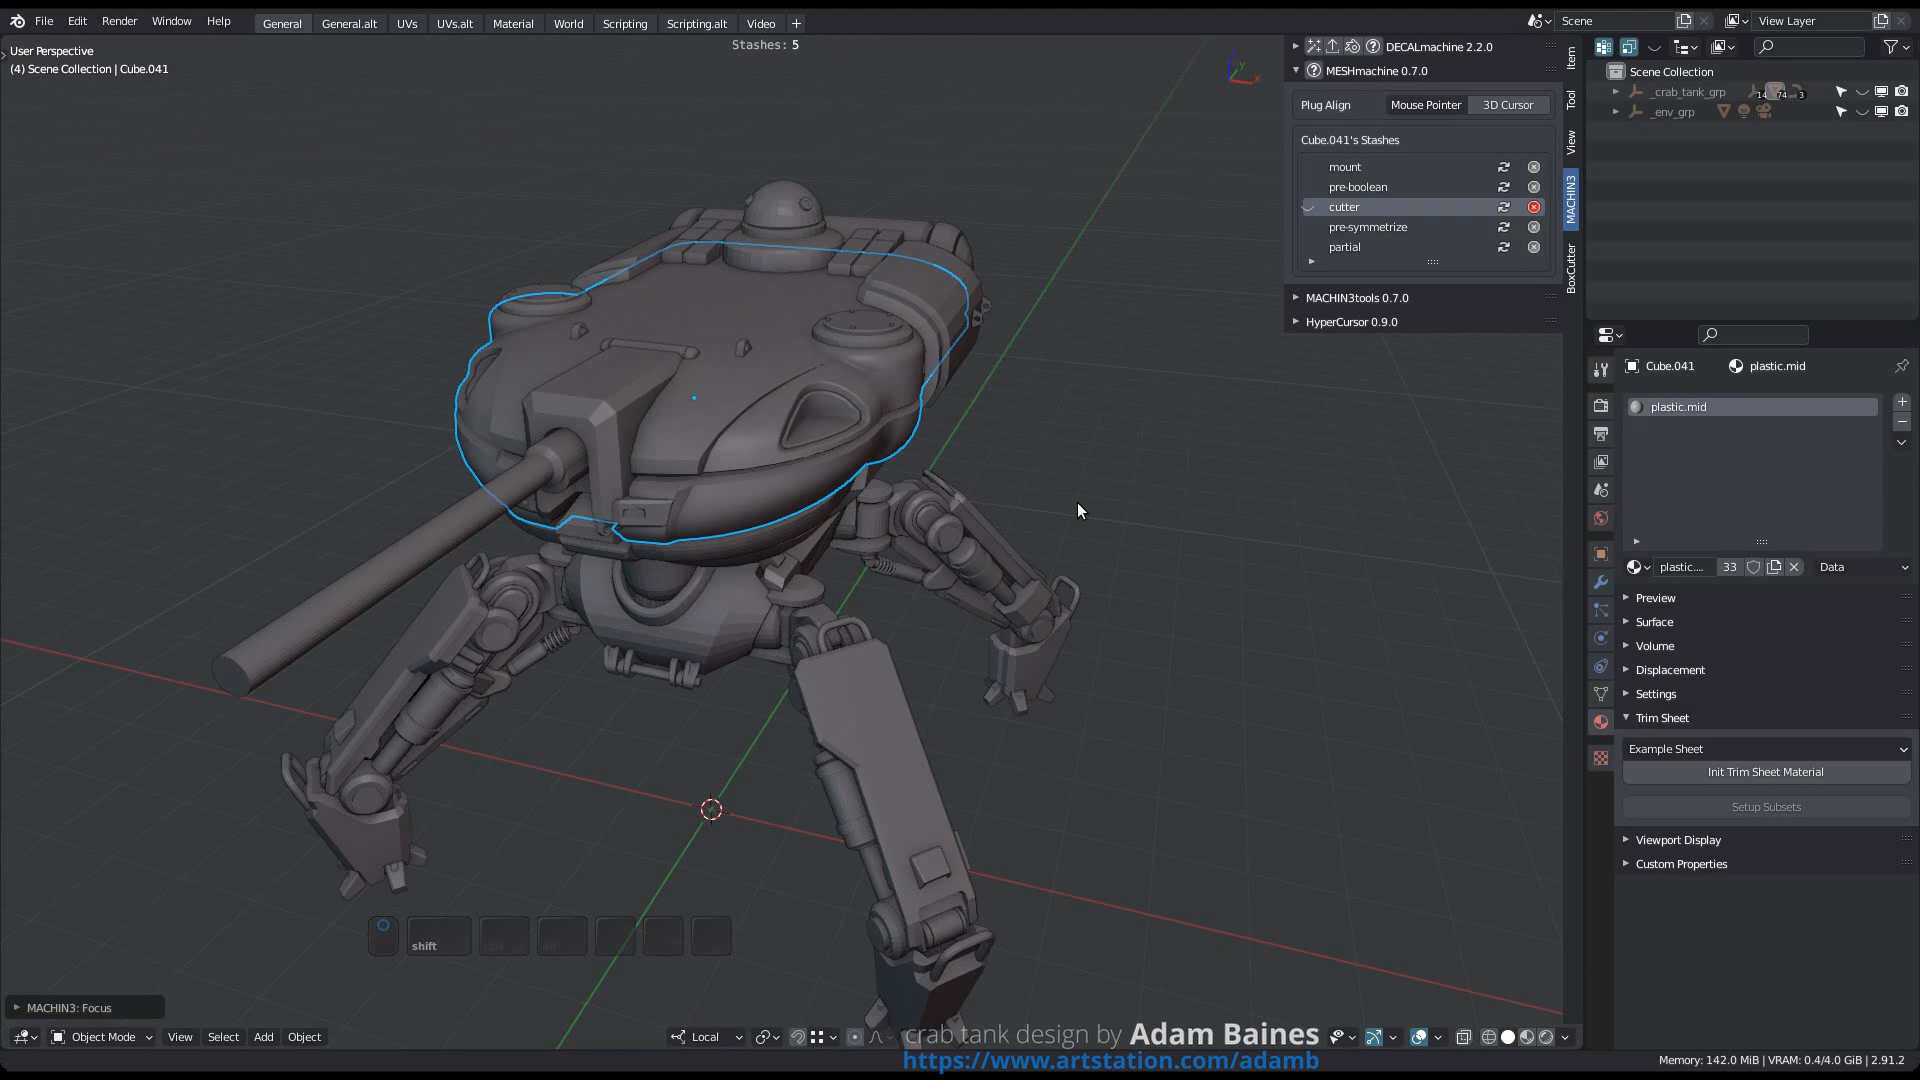 File Edit Render Window Help
General General.alt UVs UVs.alt Material World Scripting Scripting.alt Video +
Scene
View Layer
User Perspective
(4) Scene Collection | Cube.041
Stashes: 5
DECALmachine 2.2.0
MESHmachine 0.7.0
Plug Align Mouse Pointer 3D Cursor
Cube.041's Stashes
mount
pre-boolean
cutter
pre-symmetrize
partial
MACHIN3tools 0.7.0
HyperCursor 0.9.0
Item
Tool
View
MACHIN3
BoxCutter
Scene Collection
_crab_tank_grp 14 74 3
_env_grp
Cube.041 plastic.mid
plastic.mid
plastic.... 33 Data
Preview
Surface
Volume
Displacement
Settings
Trim Sheet
Example Sheet
Init Trim Sheet Material
Setup Subsets
Viewport Display
Custom Properties
y
x
shift
MACHIN3: Focus
Object Mode View Select Add Object
Local
crab tank design by Adam Baines
https://www.artstation.com/adamb
Memory: 142.0 MiB | VRAM: 0.4/4.0 GiB | 2.91.2